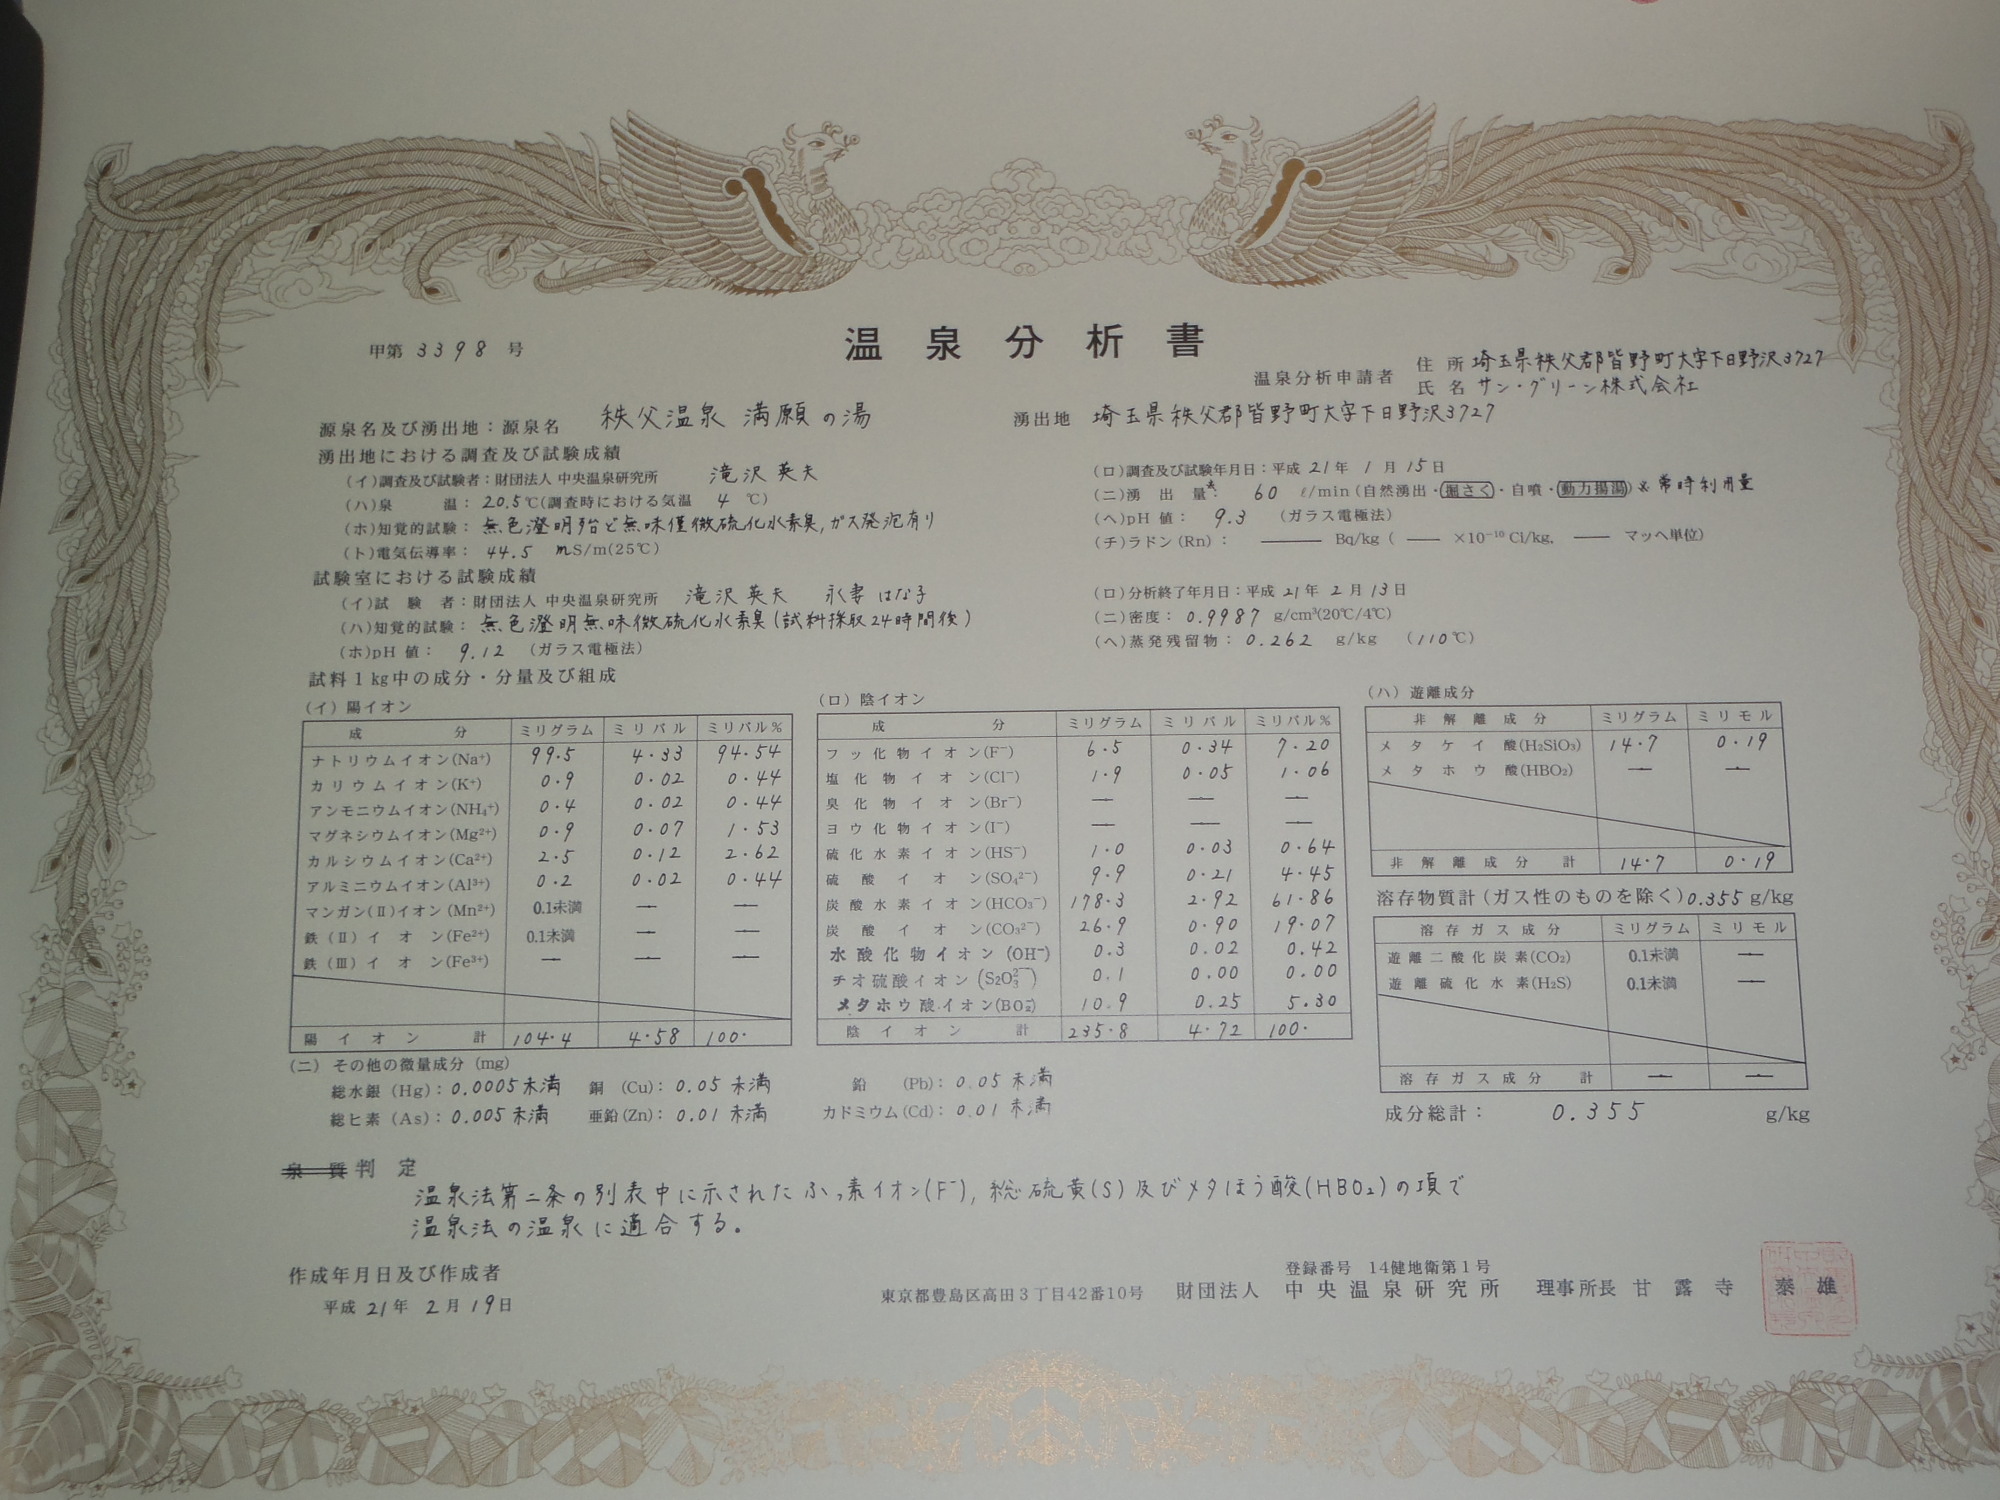 温泉分析書
甲第 3398 号
温泉分析申請者
住所 埼玉県秩父郡皆野町大字下日野沢3727
氏名 サン・グリーン株式会社
源泉名及び湧出地：源泉名 秩父温泉 満願の湯 湧出地 埼玉県秩父郡皆野町大字下日野沢3727
湧出地における調査及び試験成績
(イ)調査及び試験者：財団法人 中央温泉研究所 滝沢英夫
(ロ)調査及び試験年月日：平成 21年 1月 15日
(ハ)泉温：20.5℃(調査時における気温 4 ℃)
(ニ)湧出量※： 60 ℓ/min (自然湧出・掘さく・自噴・動力揚湯)※常時利用量
(ホ)知覚的試験：無色澄明殆ど無味僅微硫化水素臭,ガス発泡有り
(ヘ)pH値： 9.3 (ガラス電極法)
(ト)電気伝導率： 44.5 mS/m(25℃)
(チ)ラドン(Rn)： — Bq/kg ( — ×10⁻¹⁰ Ci/kg, — マッヘ単位)
試験室における試験成績
(イ)試験者：財団法人 中央温泉研究所 滝沢英夫 永妻はな子
(ロ)分析終了年月日：平成 21年 2月 13日
(ハ)知覚的試験：無色澄明無味微硫化水素臭(試料採取24時間後)
(ニ)密度： 0.9987 g/cm³(20℃/4℃)
(ホ)pH値： 9.12 (ガラス電極法)
(ヘ)蒸発残留物： 0.262 g/kg (110℃)
試料1kg中の成分・分量及び組成
(イ) 陽イオン
成分 ミリグラム ミリバル ミリバル%
ナトリウムイオン(Na⁺) 99.5 4.33 94.54
カリウムイオン(K⁺) 0.9 0.02 0.44
アンモニウムイオン(NH₄⁺) 0.4 0.02 0.44
マグネシウムイオン(Mg²⁺) 0.9 0.07 1.53
カルシウムイオン(Ca²⁺) 2.5 0.12 2.62
アルミニウムイオン(Al³⁺) 0.2 0.02 0.44
マンガン(Ⅱ)イオン(Mn²⁺) 0.1未満 — —
鉄(Ⅱ)イオン(Fe²⁺) 0.1未満 — —
鉄(Ⅲ)イオン(Fe³⁺) — — —
陽イオン計 104.4 4.58 100.
(ロ) 陰イオン
成分 ミリグラム ミリバル ミリバル%
フッ化物イオン(F⁻) 6.5 0.34 7.20
塩化物イオン(Cl⁻) 1.9 0.05 1.06
臭化物イオン(Br⁻) — — —
ヨウ化物イオン(I⁻) — — —
硫化水素イオン(HS⁻) 1.0 0.03 0.64
硫酸イオン(SO₄²⁻) 9.9 0.21 4.45
炭酸水素イオン(HCO₃⁻) 178.3 2.92 61.86
炭酸イオン(CO₃²⁻) 26.9 0.90 19.07
水酸化物イオン(OH⁻) 0.3 0.02 0.42
チオ硫酸イオン(S₂O₃²⁻) 0.1 0.00 0.00
メタホウ酸イオン(BO₂⁻) 10.9 0.25 5.30
陰イオン計 235.8 4.72 100.
(ハ) 遊離成分
非解離成分 ミリグラム ミリモル
メタケイ酸(H₂SiO₃) 14.7 0.19
メタホウ酸(HBO₂) — —
非解離成分計 14.7 0.19
溶存物質計(ガス性のものを除く)0.355 g/kg
溶存ガス成分 ミリグラム ミリモル
遊離二酸化炭素(CO₂) 0.1未満 —
遊離硫化水素(H₂S) 0.1未満 —
溶存ガス成分計 — —
成分総計： 0.355 g/kg
(ニ) その他の微量成分 (mg)
総水銀 (Hg)：0.0005未満 銅 (Cu)：0.05未満 鉛 (Pb)：0.05未満
総ヒ素 (As)：0.005未満 亜鉛(Zn)：0.01未満 カドミウム(Cd)：0.01未満
泉質判定
温泉法第二条の別表中に示されたふっ素イオン(F⁻),総硫黄(S)及びメタほう酸(HBO₂)の項で
温泉法の温泉に適合する。
作成年月日及び作成者
平成 21年 2月 19日
登録番号 14健地衛第1号
東京都豊島区高田3丁目42番10号 財団法人 中央温泉研究所 理事所長 甘露寺 泰雄